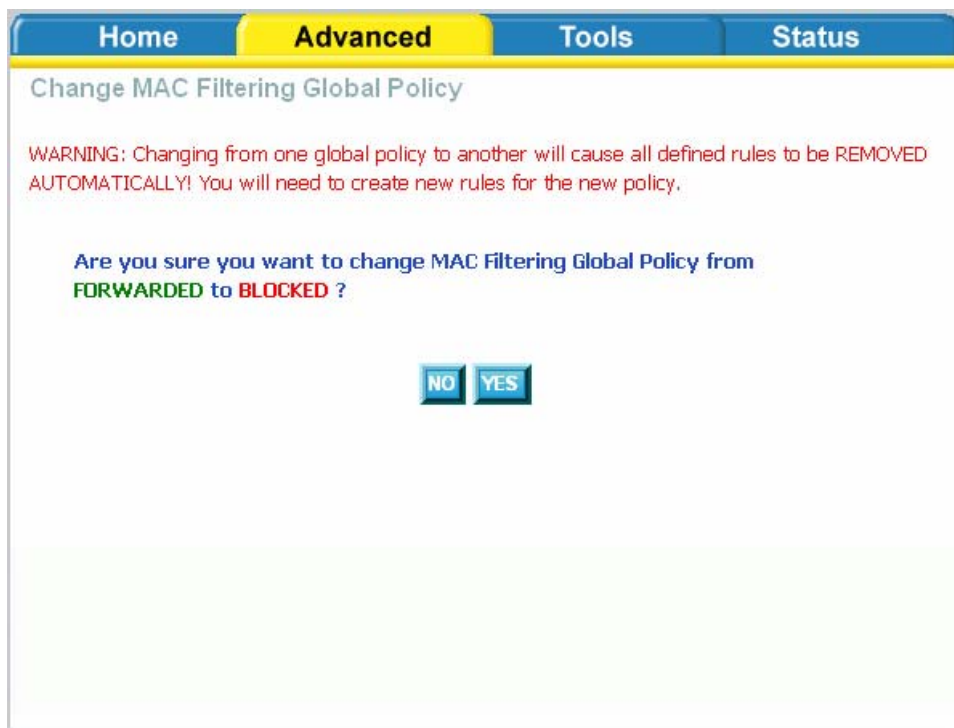 Home Advanced Tools Status
Change MAC Filtering Global Policy
WARNING: Changing from one global policy to another will cause all defined rules to be REMOVED
AUTOMATICALLY! You will need to create new rules for the new policy.
Are you sure you want to change MAC Filtering Global Policy from
FORWARDED to BLOCKED ?
NO YES